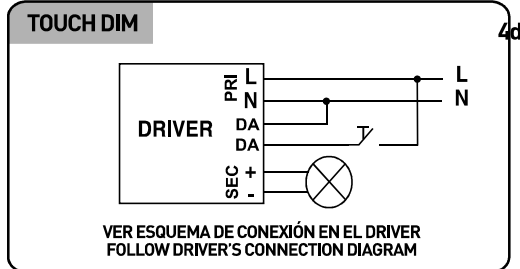 TOUCH DIM
4d
PRI
L
N
L
N
DRIVER
DA
DA
SEC
+
-
VER ESQUEMA DE CONEXIÓN EN EL DRIVER
FOLLOW DRIVER'S CONNECTION DIAGRAM